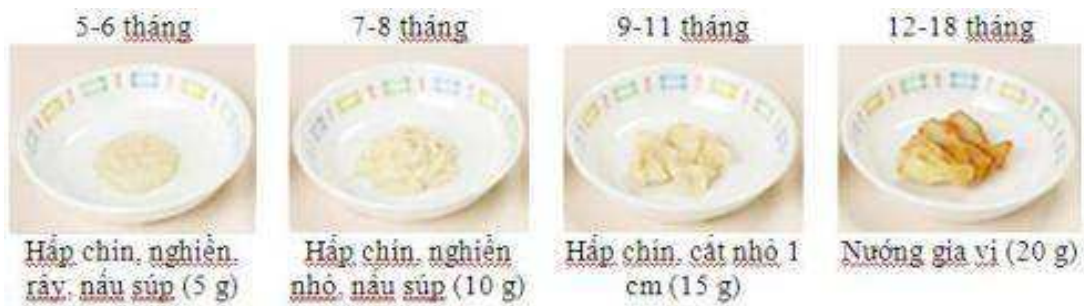 5-6 tháng
7-8 tháng
9-11 tháng
12-18 tháng
Hấp chín, nghiền,
rây, nấu súp (5 g)
Hấp chín, nghiền
nhỏ, nấu súp (10 g)
Hấp chín, cắt nhỏ 1
cm (15 g)
Nướng gia vị (20 g)